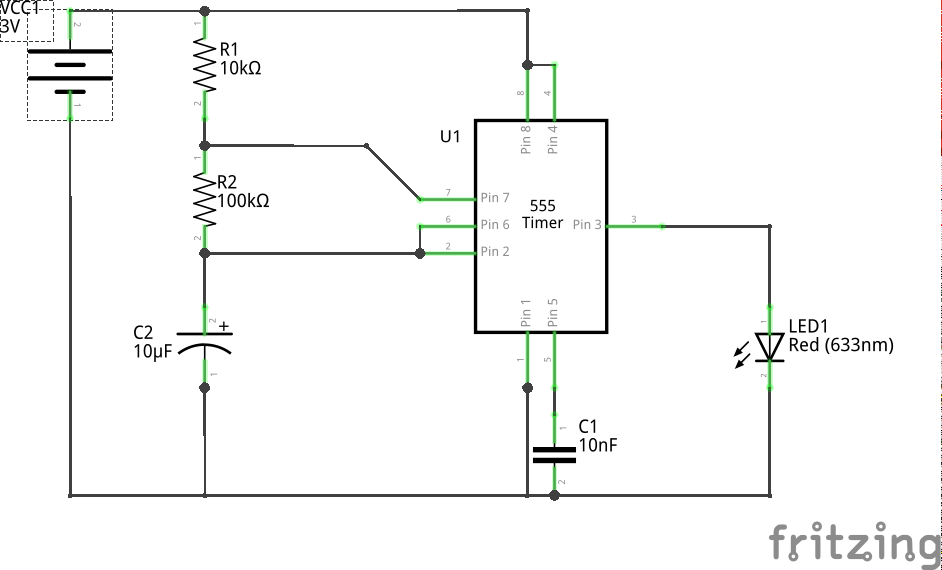 VCC1
3V
2
1
1
R1
10kΩ
2
1
R2
100kΩ
2
2
+
C2
10μF
1
U1
8
4
Pin 8
Pin 4
7
Pin 7
6
Pin 6
2
Pin 2
555
Timer
Pin 3
3
Pin 1
Pin 5
1
5
1
C1
10nF
2
1
LED1
Red (633nm)
2
fritzing